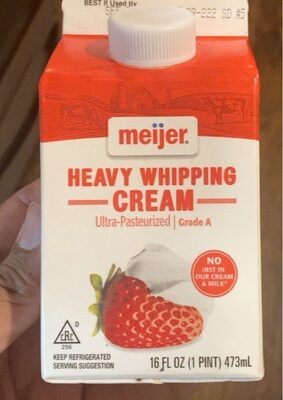 BEST If Used By
meijer
HEAVY WHIPPING
CREAM
Ultra-Pasteurized | Grade A
NO
rBST IN
OUR CREAM
& MILK*
D
cRc
256
KEEP REFRIGERATED
SERVING SUGGESTION
16 FL OZ (1 PINT) 473mL